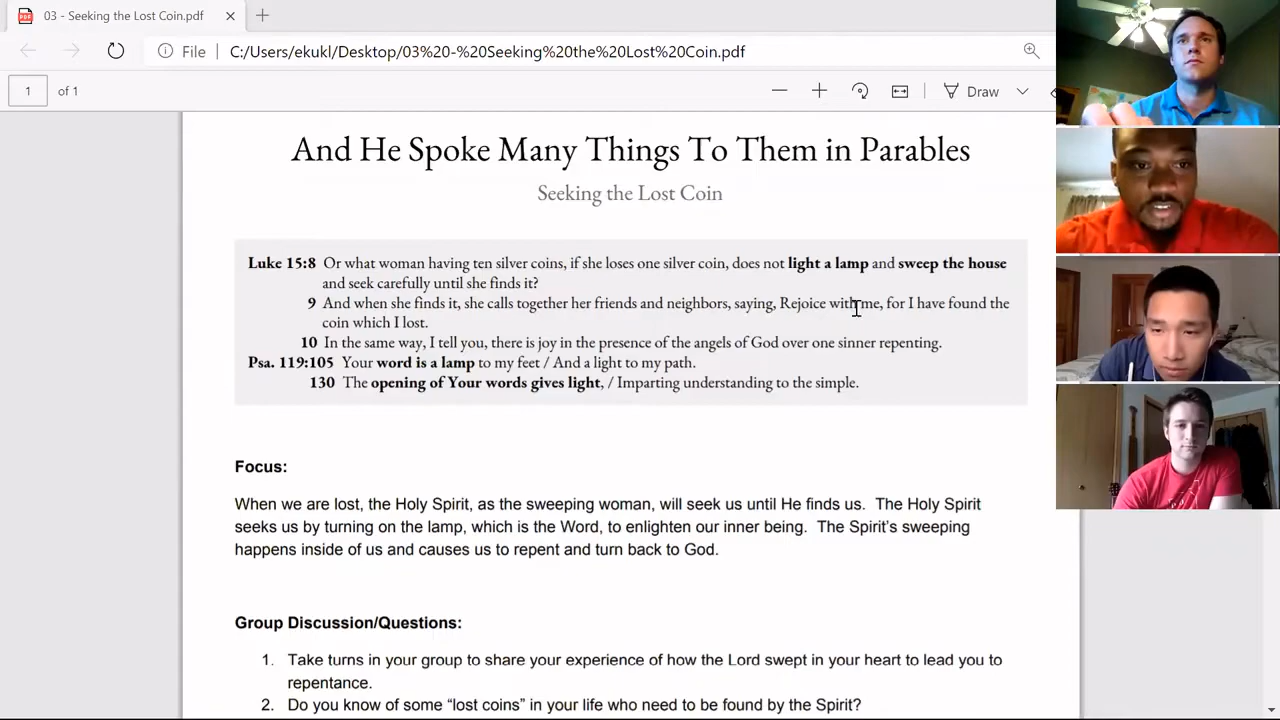 03 - Seeking the Lost Coin.pdf
File C:/Users/ekukl/Desktop/03%20-%20Seeking%20the%20Lost%20Coin.pdf
1 of 1 Draw
And He Spoke Many Things To Them in Parables
Seeking the Lost Coin
Luke 15:8 Or what woman having ten silver coins, if she loses one silver coin, does not light a lamp and sweep the house
and seek carefully until she finds it?
9 And when she finds it, she calls together her friends and neighbors, saying, Rejoice with me, for I have found the
coin which I lost.
10 In the same way, I tell you, there is joy in the presence of the angels of God over one sinner repenting.
Psa. 119:105 Your word is a lamp to my feet / And a light to my path.
130 The opening of Your words gives light, / Imparting understanding to the simple.
Focus:
When we are lost, the Holy Spirit, as the sweeping woman, will seek us until He finds us. The Holy Spirit
seeks us by turning on the lamp, which is the Word, to enlighten our inner being. The Spirit's sweeping
happens inside of us and causes us to repent and turn back to God.
Group Discussion/Questions:
1. Take turns in your group to share your experience of how the Lord swept in your heart to lead you to
repentance.
2. Do you know of some “lost coins” in your life who need to be found by the Spirit?